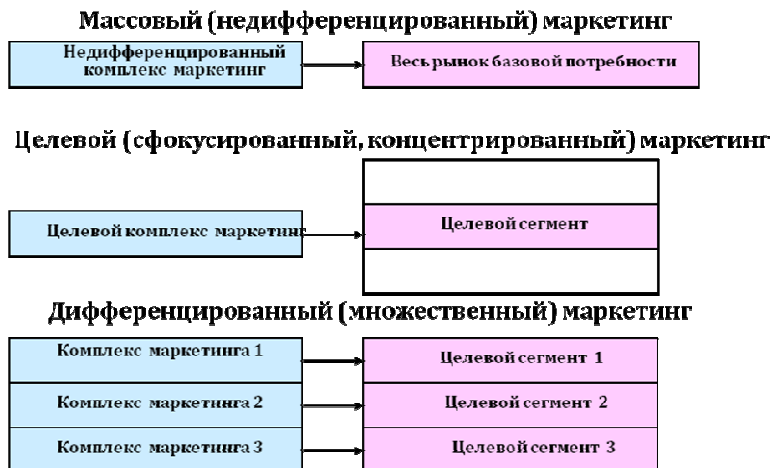 Массовый (недифференцированный) маркетинг
Недифференцированный
комплекс маркетинг
Весь рынок базовой потребности
Целевой (сфокусированный, концентрированный) маркетинг
Целевой комплекс маркетинг
Целевой сегмент
Дифференцированный (множественный) маркетинг
Комплекс маркетинга 1
Целевой сегмент 1
Комплекс маркетинга 2
Целевой сегмент 2
Комплекс маркетинга 3
Целевой сегмент 3